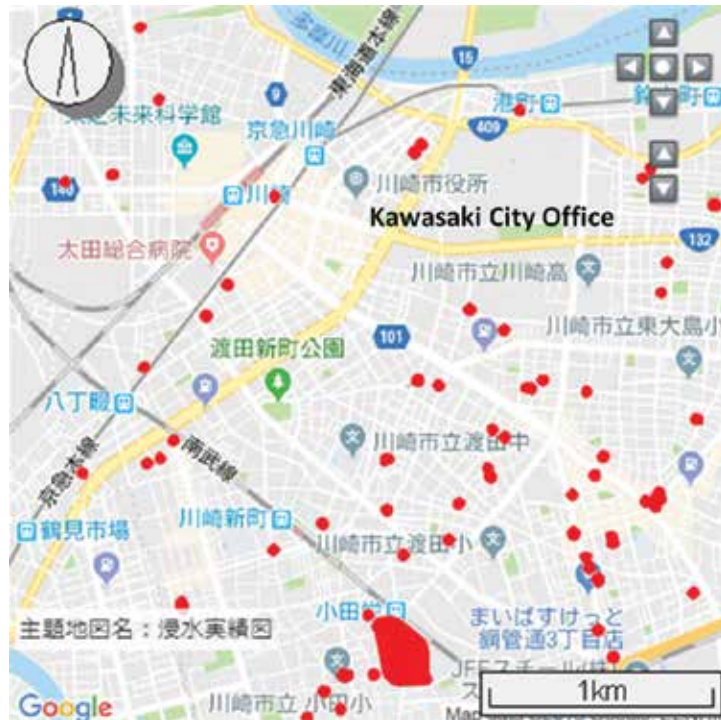 多摩川
東海道本線
15
9
港町
鈴木町
未来科学館
京急川崎
409
140
川崎
川崎市役所
Kawasaki City Office
太田総合病院
132
川崎市立川崎高
101
川崎市立東大島小
渡田新町公園
八丁畷
川崎市立渡田中
京急本線
南武線
川崎新町
鶴見市場
川崎市立渡田小
小田栄
主題地図名:浸水実績図
まいばすけっと
鋼管通3丁目店
JFEスチール(株)
川崎市立 小田小
1km
Google
Map